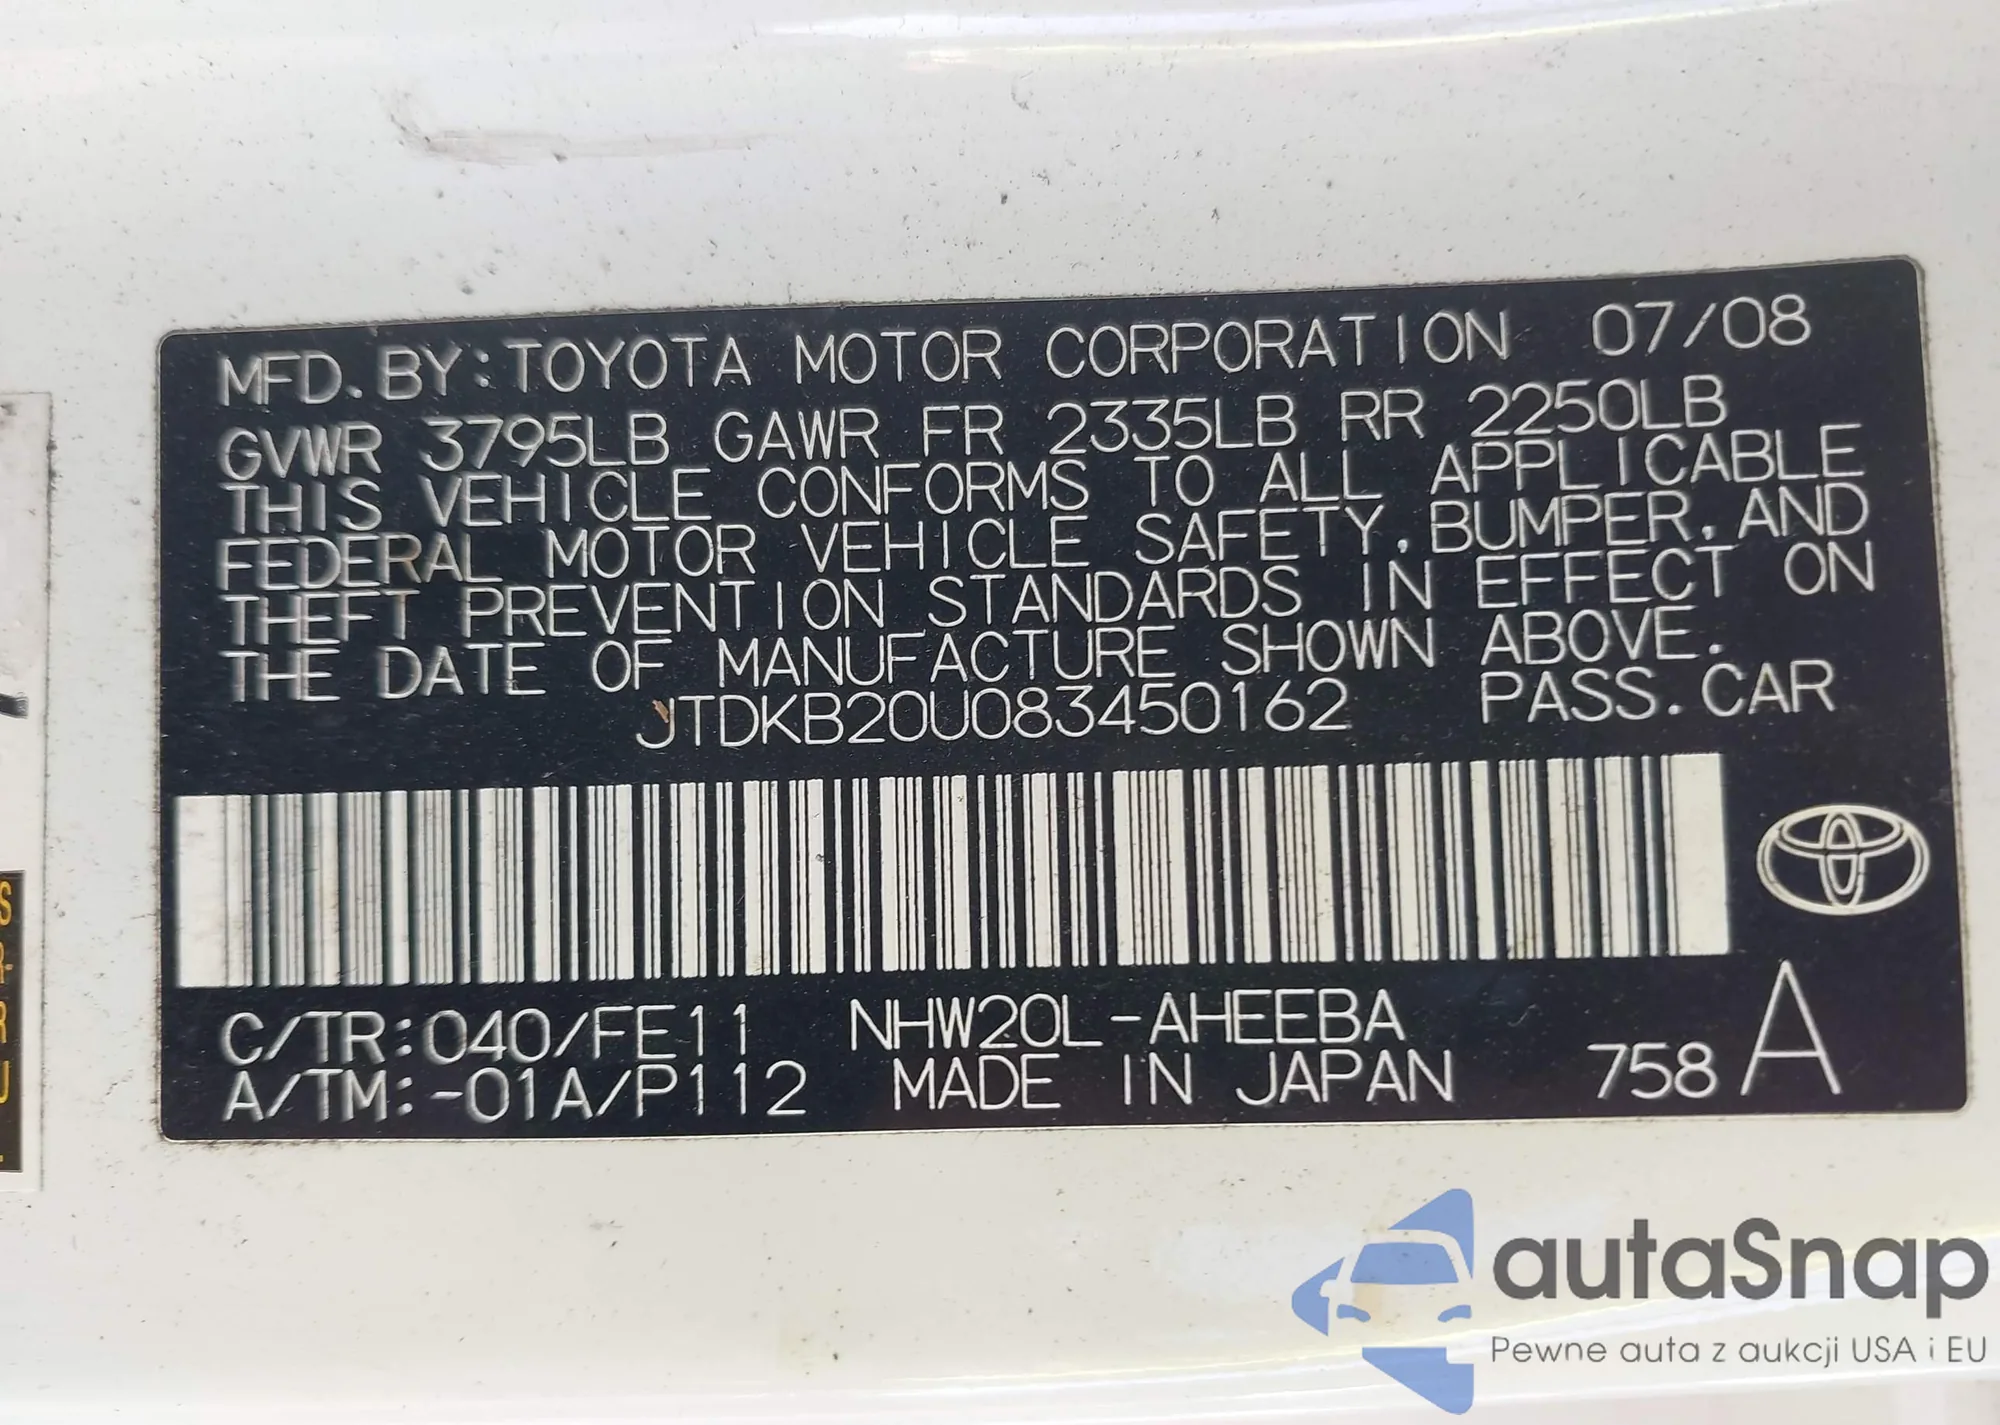 MFD. BY: TOYOTA MOTOR CORPORATION 07/08
GVWR 3795LB GAWR FR 2335LB RR 2250LB
THIS VEHICLE CONFORMS TO ALL APPLICABLE
FEDERAL MOTOR VEHICLE SAFETY, BUMPER, AND
THEFT PREVENTION STANDARDS IN EFFECT ON
THE DATE OF MANUFACTURE SHOWN ABOVE.
JTDKB20U083450162 PASS. CAR
C/TR: 040/FE11 NHW20L-AHEEBA
A/TM: -01A/P112 MADE IN JAPAN 758 A
autaSnap
Pewne auta z aukcji USA i EU